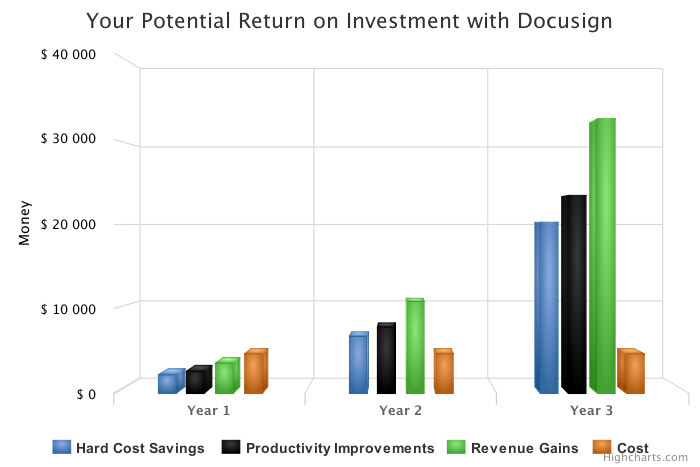 Your Potential Return on Investment with Docusign
$ 40 000
$ 30 000
$ 20 000
$ 10 000
$ 0
Money
Year 1
Year 2
Year 3
Hard Cost Savings
Productivity Improvements
Revenue Gains
Cost
Highcharts.com